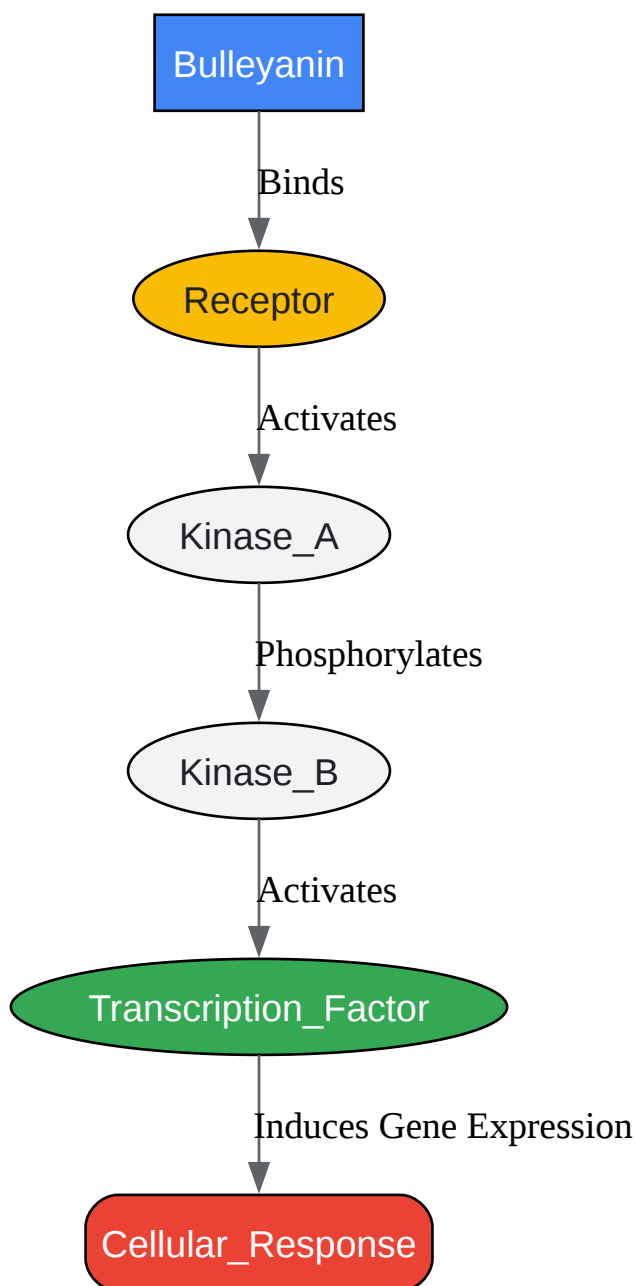 Bulleyanin
Binds
Receptor
Activates
Kinase_A
Phosphorylates
Kinase_B
Activates
Transcription_Factor
Induces Gene Expression
Cellular_Response